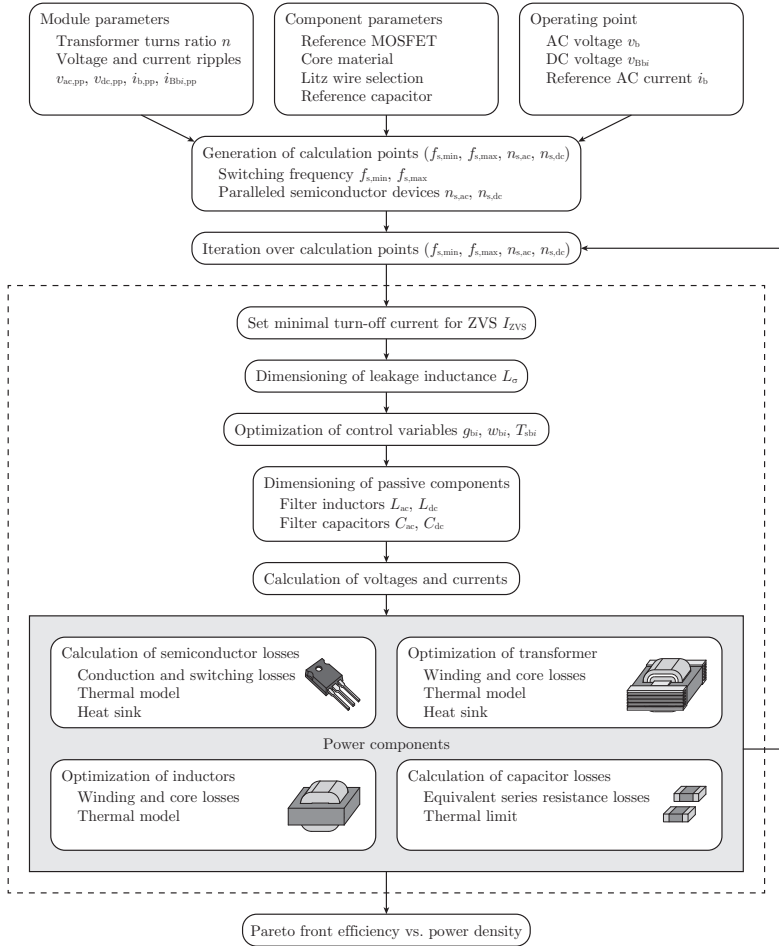 Module parameters
Transformer turns ratio n
Voltage and current ripples
v_ac,pp, v_dc,pp, i_b,pp, i_Bbi,pp
Component parameters
Reference MOSFET
Core material
Litz wire selection
Reference capacitor
Operating point
AC voltage v_b
DC voltage v_Bbi
Reference AC current i_b
Generation of calculation points (f_s,min, f_s,max, n_s,ac, n_s,dc)
Switching frequency f_s,min, f_s,max
Paralleled semiconductor devices n_s,ac, n_s,dc
Iteration over calculation points (f_s,min, f_s,max, n_s,ac, n_s,dc)
Set minimal turn-off current for ZVS I_ZVS
Dimensioning of leakage inductance L_σ
Optimization of control variables g_bi, w_bi, T_sbi
Dimensioning of passive components
Filter inductors L_ac, L_dc
Filter capacitors C_ac, C_dc
Calculation of voltages and currents
Calculation of semiconductor losses
Conduction and switching losses
Thermal model
Heat sink
Optimization of transformer
Winding and core losses
Thermal model
Heat sink
Power components
Optimization of inductors
Winding and core losses
Thermal model
Calculation of capacitor losses
Equivalent series resistance losses
Thermal limit
Pareto front efficiency vs. power density